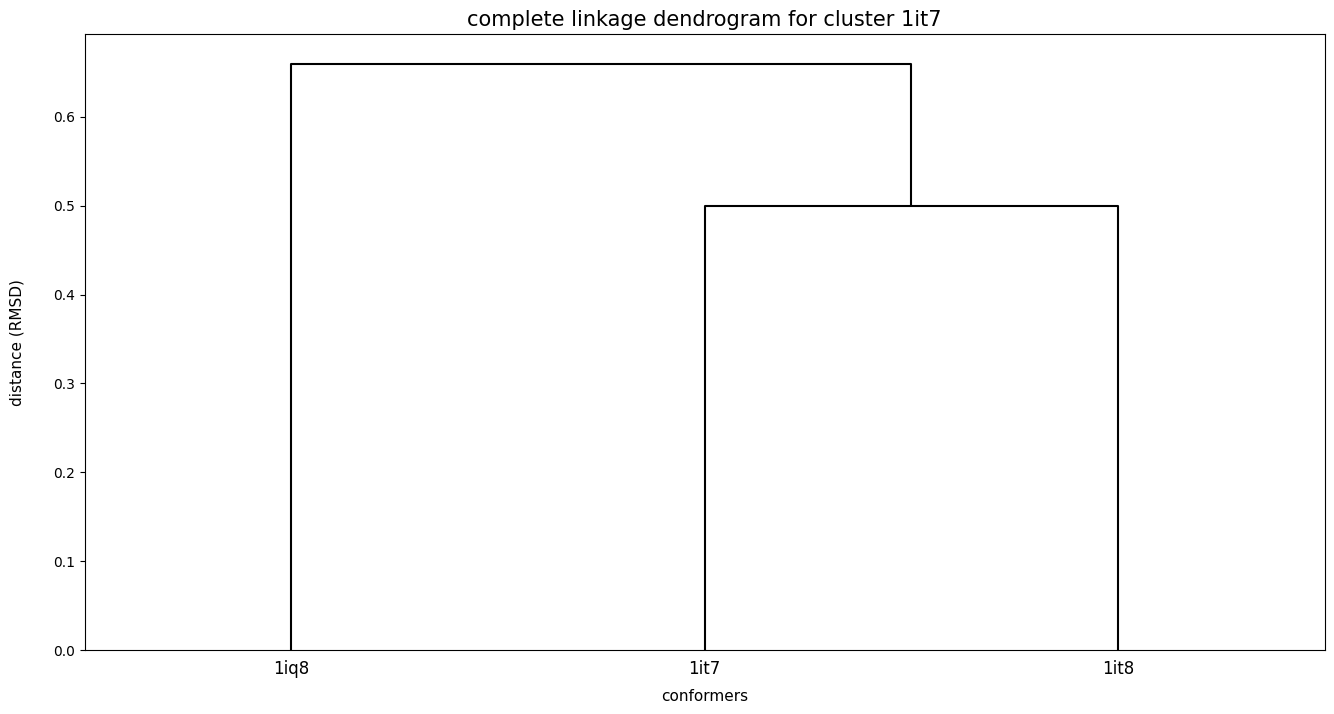 complete linkage dendrogram for cluster 1it7
0.6
0.5
0.4
0.3
0.2
0.1
0.0
distance (RMSD)
1iq8 1it7 1it8
conformers